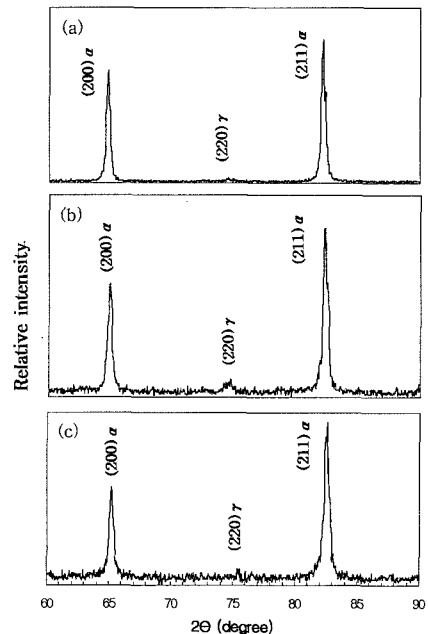 (a)
(200) α
(220) γ
(211) α
(b)
(200) α
(220) γ
(211) α
(c)
(200) α
(220) γ
(211) α
Relative intensity.
60 65 70 75 82 85 90
2Θ (degree)